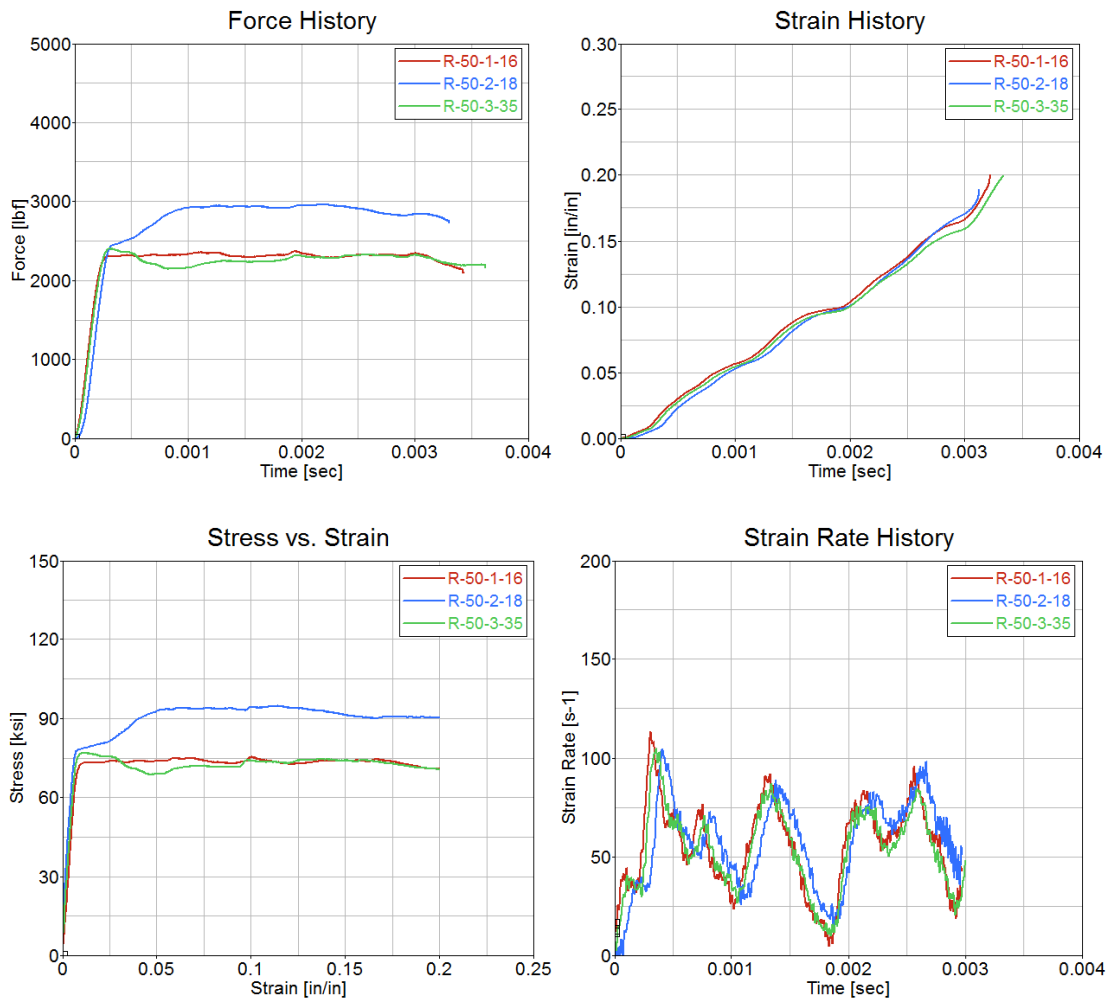 Force History
5000
4000
3000
2000
1000
0
Force [lbf]
0
0.001
0.002
0.003
0.004
Time [sec]
R-50-1-16
R-50-2-18
R-50-3-35
Strain History
0.30
0.25
0.20
0.15
0.10
0.05
0.00
Strain [in/in]
0
0.001
0.002
0.003
0.004
Time [sec]
R-50-1-16
R-50-2-18
R-50-3-35
Stress vs. Strain
150
120
90
60
30
0
Stress [ksi]
0
0.05
0.1
0.15
0.2
0.25
Strain [in/in]
R-50-1-16
R-50-2-18
R-50-3-35
Strain Rate History
200
150
100
50
0
Strain Rate [s-1]
0
0.001
0.002
0.003
0.004
Time [sec]
R-50-1-16
R-50-2-18
R-50-3-35